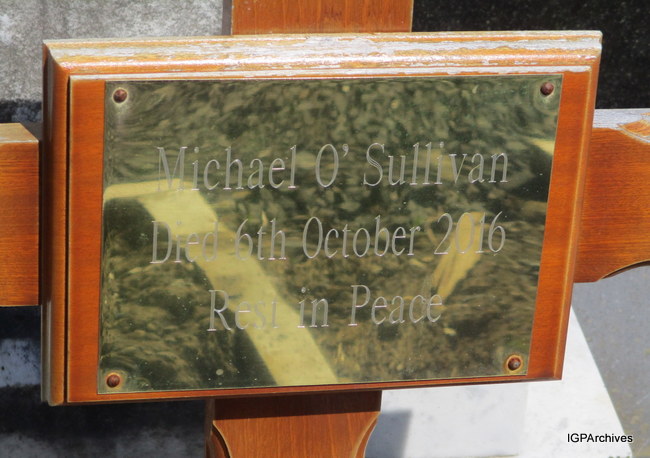 Michael O' Sullivan
Died 6th October 2016
Rest in Peace
IGPArchives